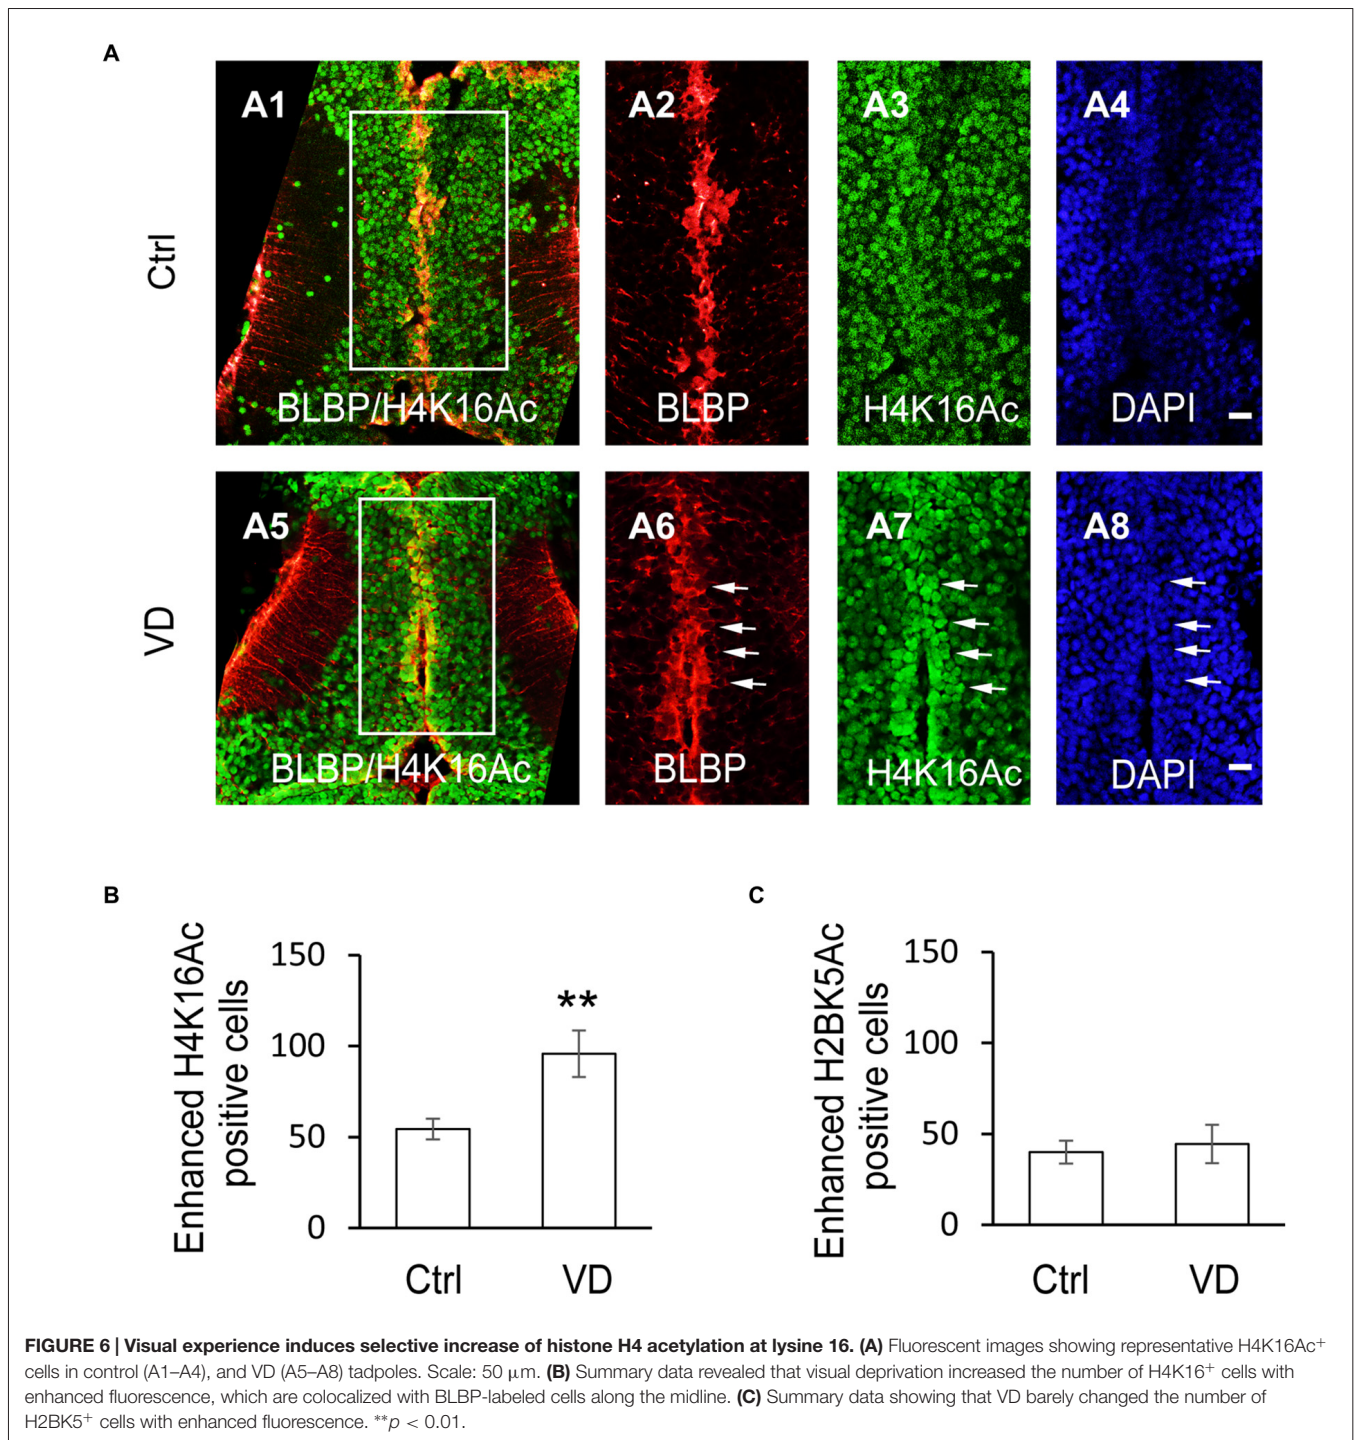 A
Ctrl
A1
BLBP/H4K16Ac
A2
BLBP
A3
H4K16Ac
A4
DAPI
VD
A5
BLBP/H4K16Ac
A6
BLBP
A7
H4K16Ac
A8
DAPI
B
Enhanced H4K16Ac
positive cells
150
100
50
0
**
Ctrl
VD
C
Enhanced H2BK5Ac
positive cells
150
100
50
0
Ctrl
VD
FIGURE 6 | Visual experience induces selective increase of histone H4 acetylation at lysine 16. (A) Fluorescent images showing representative H4K16Ac⁺
cells in control (A1–A4), and VD (A5–A8) tadpoles. Scale: 50 μm. (B) Summary data revealed that visual deprivation increased the number of H4K16⁺ cells with
enhanced fluorescence, which are colocalized with BLBP-labeled cells along the midline. (C) Summary data showing that VD barely changed the number of
H2BK5⁺ cells with enhanced fluorescence. **p < 0.01.